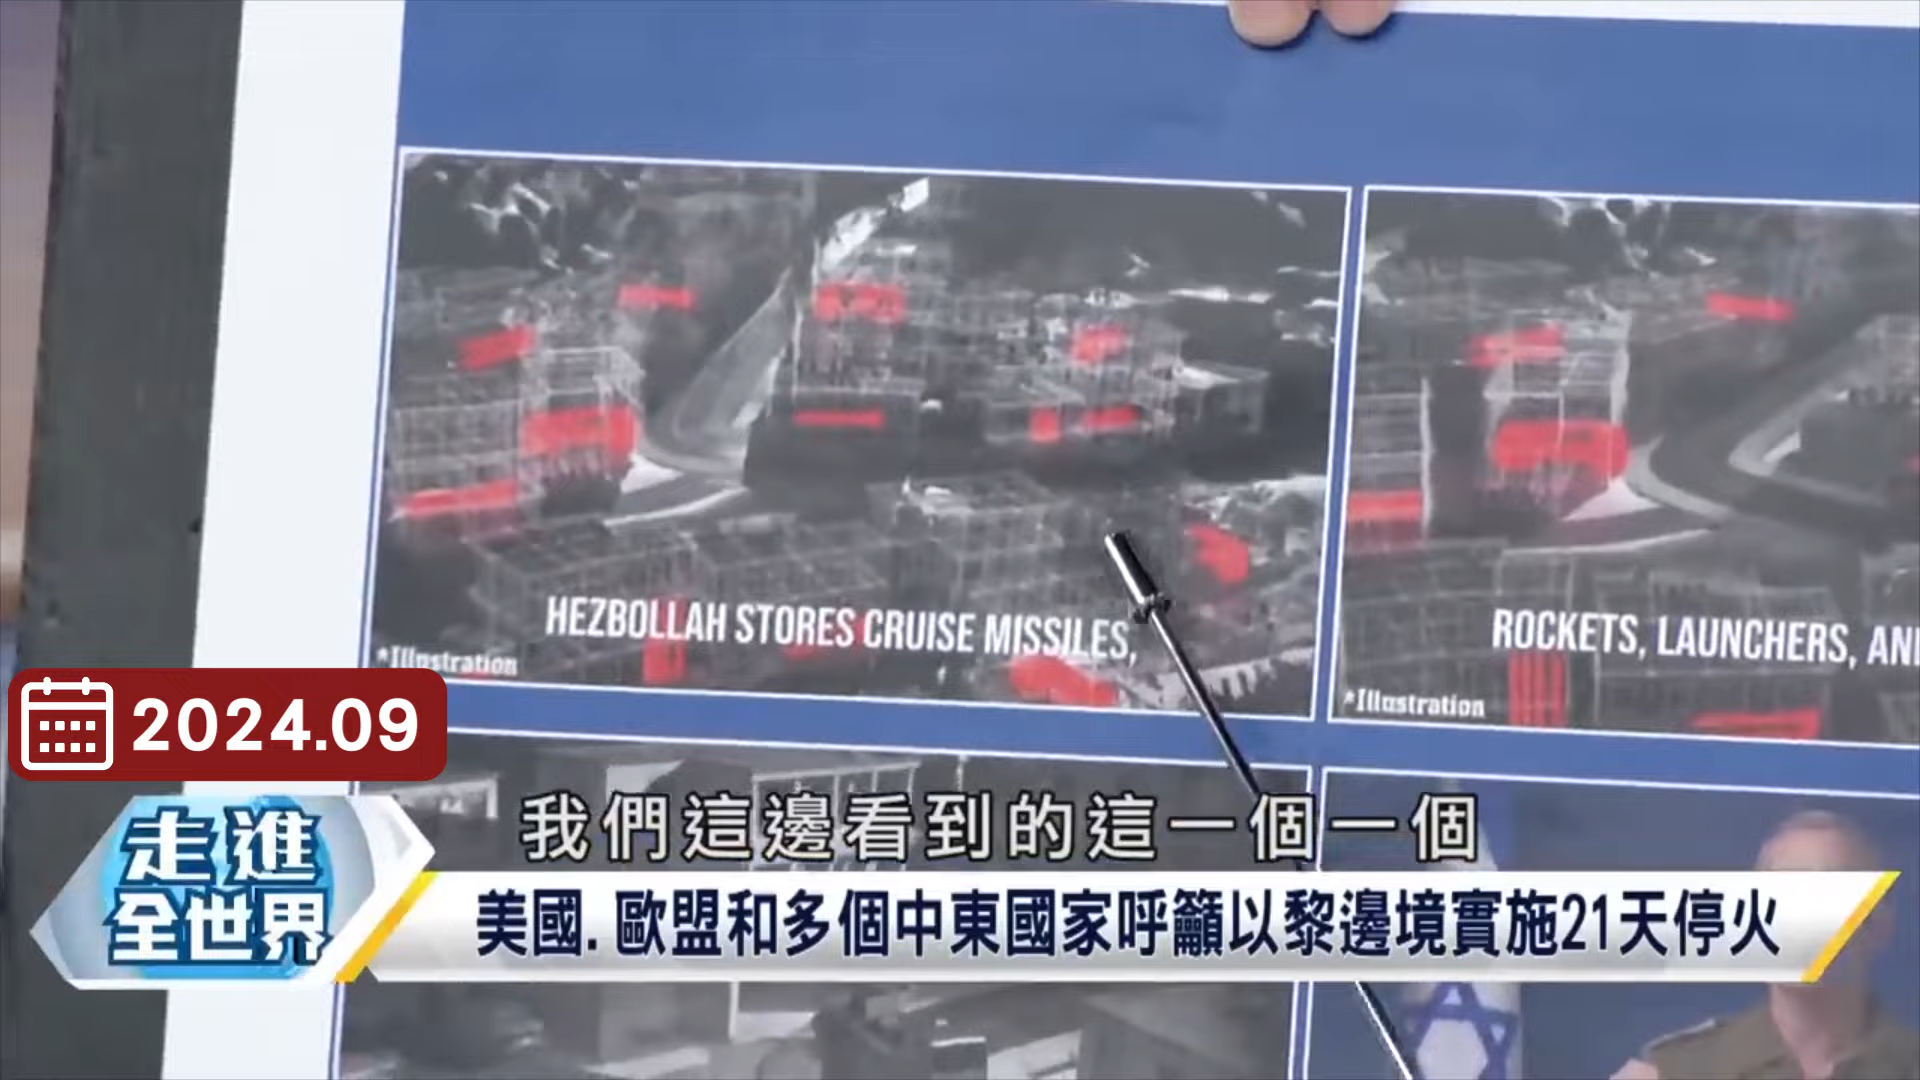 HEZBOLLAH STORES CRUISE MISSILES,
*Illustration
ROCKETS, LAUNCHERS, AN
*Illustration
2024.09
我們這邊看到的這一個一個
走進
全世界
美國.歐盟和多個中東國家呼籲以黎邊境實施21天停火